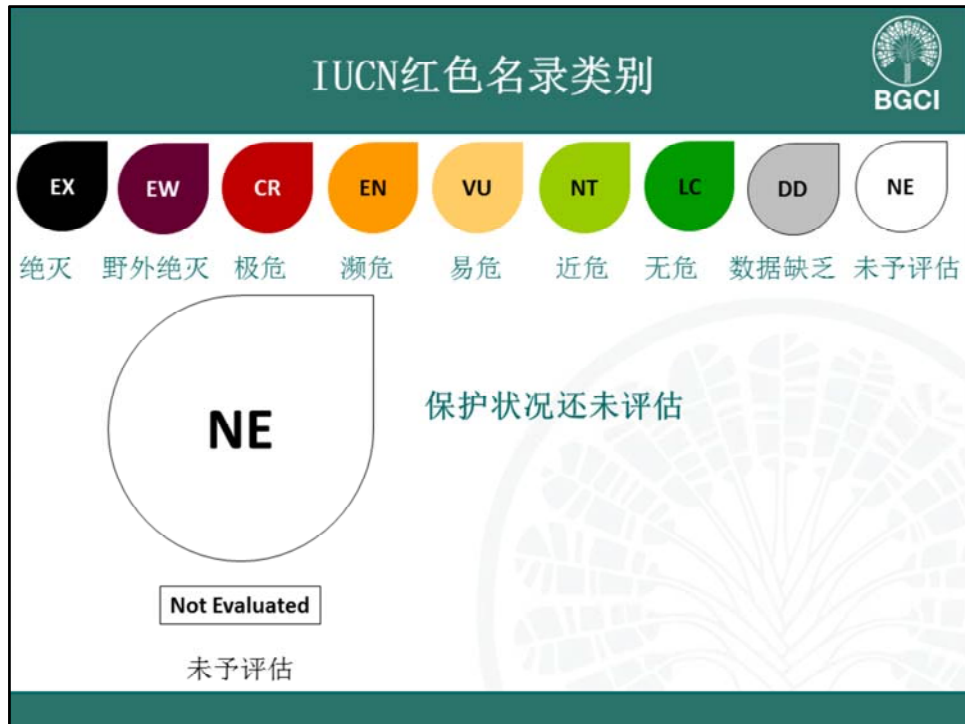 IUCN红色名录类别
BGCI
EX EW CR EN VU NT LC DD NE
绝灭 野外绝灭 极危 濒危 易危 近危 无危 数据缺乏 未予评估
NE
保护状况还未评估
Not Evaluated
未予评估